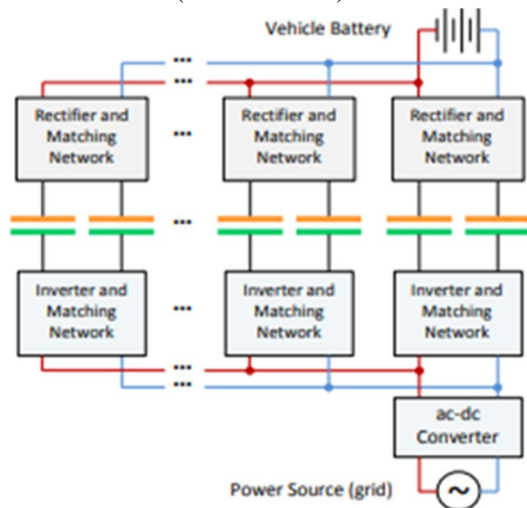 Vehicle Battery
...
...
Rectifier and
Matching
Network
...
Rectifier and
Matching
Network
Rectifier and
Matching
Network
...
Inverter and
Matching
Network
...
Inverter and
Matching
Network
Inverter and
Matching
Network
...
...
ac-dc
Converter
Power Source (grid)
~